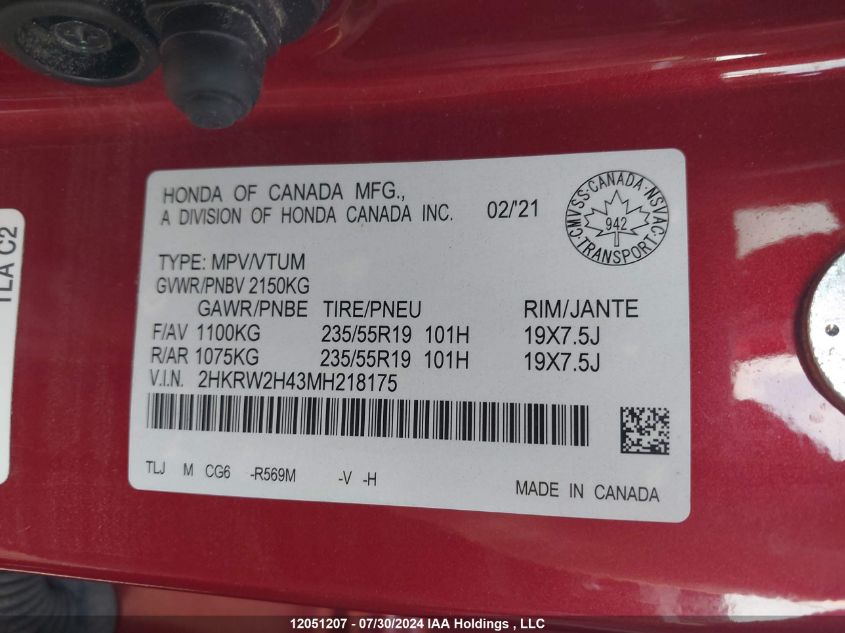 HONDA OF CANADA MFG.,
A DIVISION OF HONDA CANADA INC. 02/'21
CMVSS·CANADA·NSVAC
942
TRANSPORT
TYPE: MPV/VTUM
GVWR/PNBV 2150KG
GAWR/PNBE TIRE/PNEU RIM/JANTE
F/AV 1100KG 235/55R19 101H 19X7.5J
R/AR 1075KG 235/55R19 101H 19X7.5J
V.I.N. 2HKRW2H43MH218175
TLJ M CG6 -R569M -V -H
MADE IN CANADA
TLA C2
12051207 - 07/30/2024 IAA Holdings , LLC